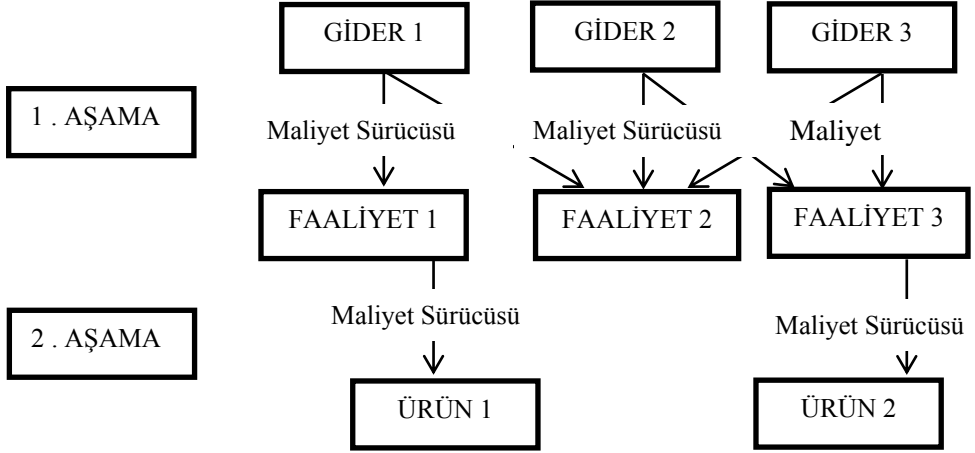 GİDER 1
GİDER 2
GİDER 3
1 . AŞAMA
Maliyet Sürücüsü
Maliyet Sürücüsü
Maliyet
FAALİYET 1
FAALİYET 2
FAALİYET 3
2 . AŞAMA
Maliyet Sürücüsü
Maliyet Sürücüsü
ÜRÜN 1
ÜRÜN 2